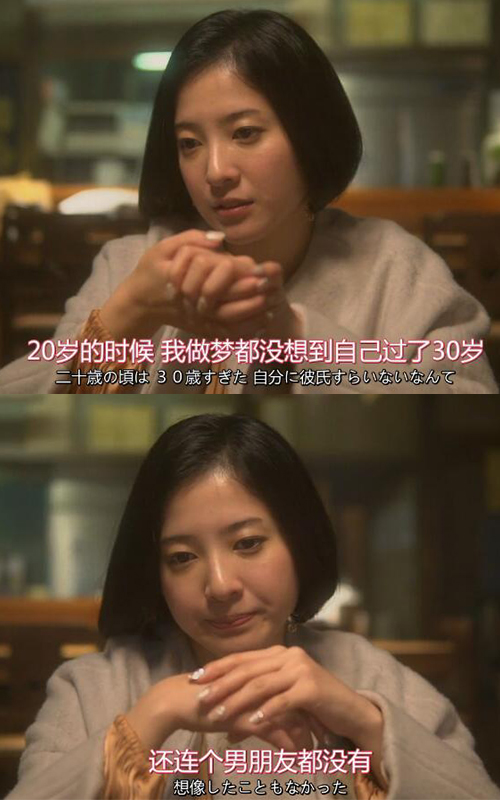 20岁的时候 我做梦都没想到自己过了30岁
二十歳の頃は ３０歳すぎた 自分に彼氏すらいないなんて
还连个男朋友都没有
想像したこともなかった